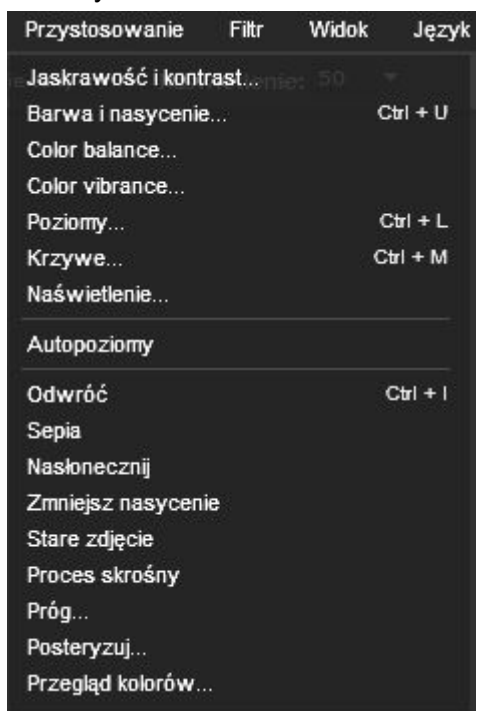 Przystosowanie Filtr Widok Język
Jaskrawość i kontrast...
Barwa i nasycenie... Ctrl + U
Color balance...
Color vibrance...
Poziomy... Ctrl + L
Krzywe... Ctrl + M
Naświetlenie...
Autopoziomy
Odwróć Ctrl + I
Sepia
Nasłonecznij
Zmniejsz nasycenie
Stare zdjęcie
Proces skrośny
Próg...
Posteryzuj...
Przegląd kolorów...